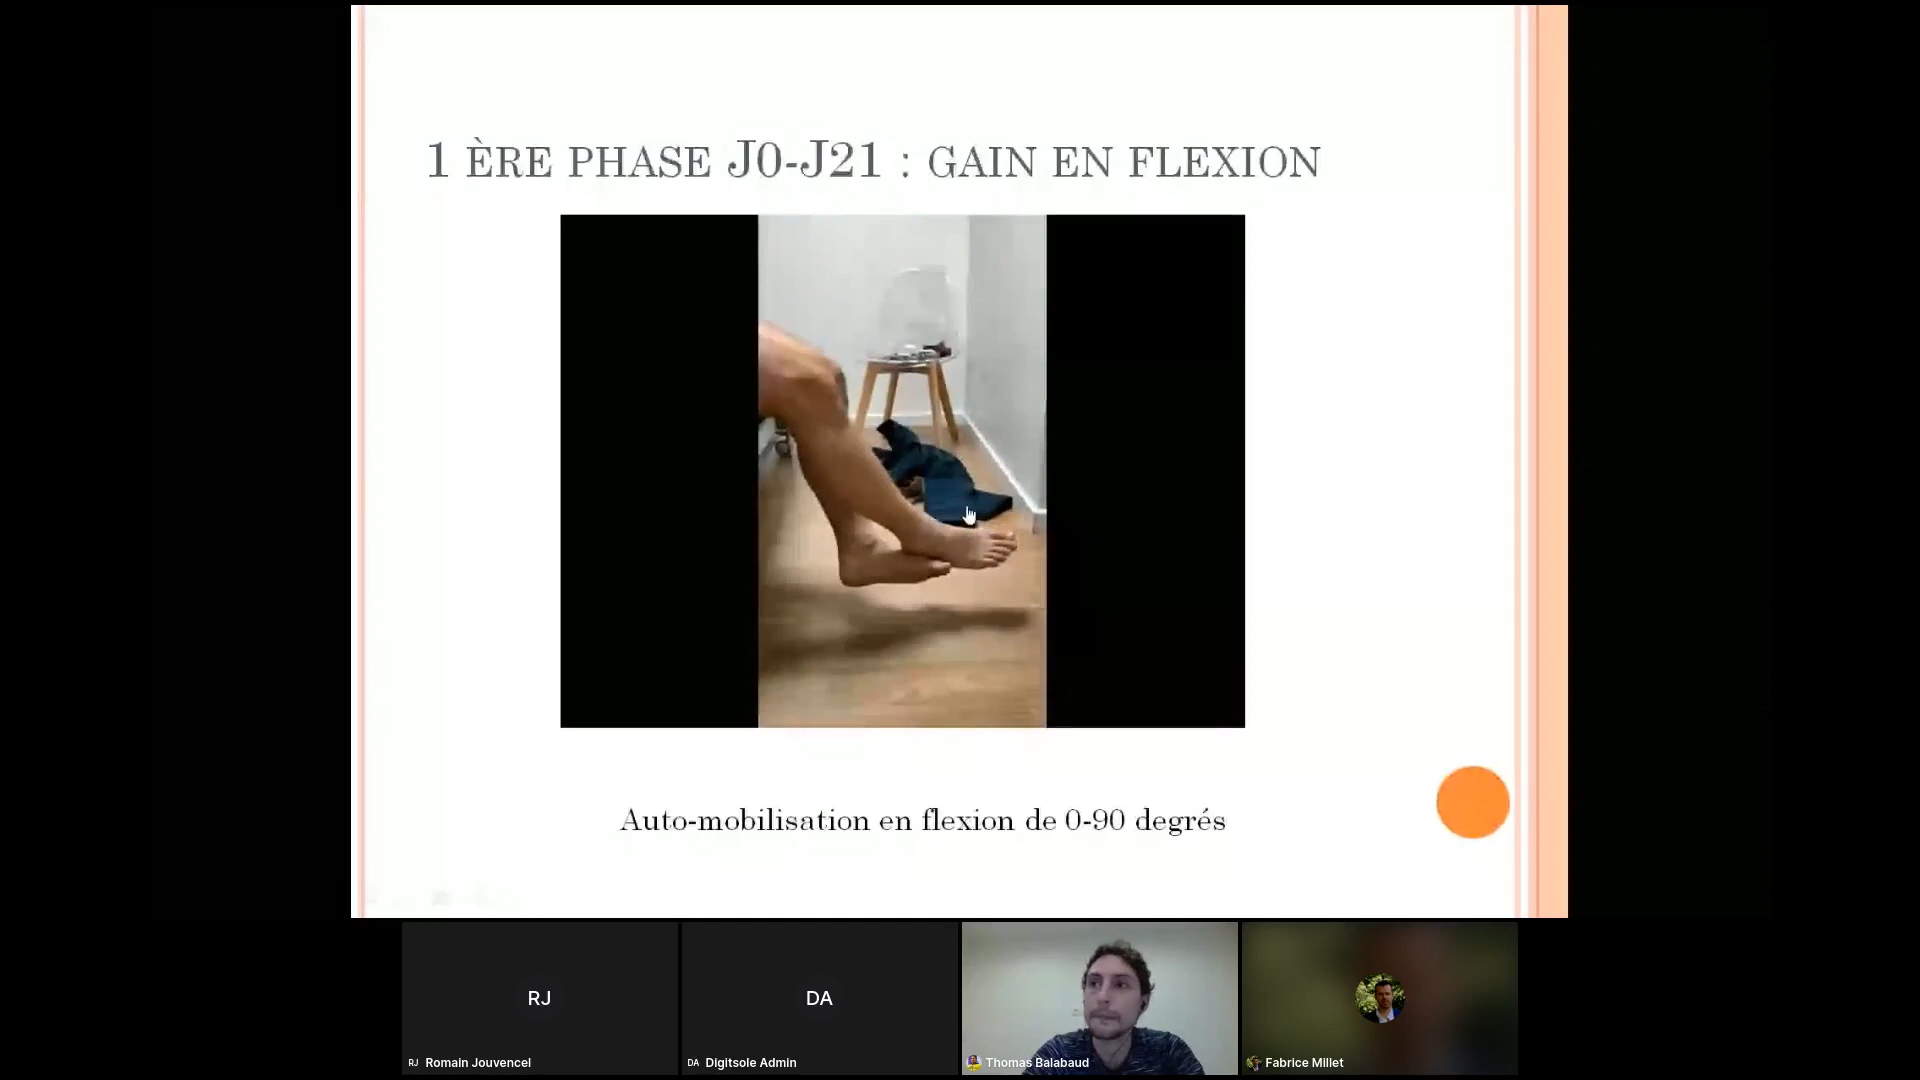 1 ÈRE PHASE J0-J21 : GAIN EN FLEXION
Auto-mobilisation en flexion de 0-90 degrés
RJ
DA
RJ Romain Jouvencel
DA Digitsole Admin
Thomas Balabaud
Fabrice Millet